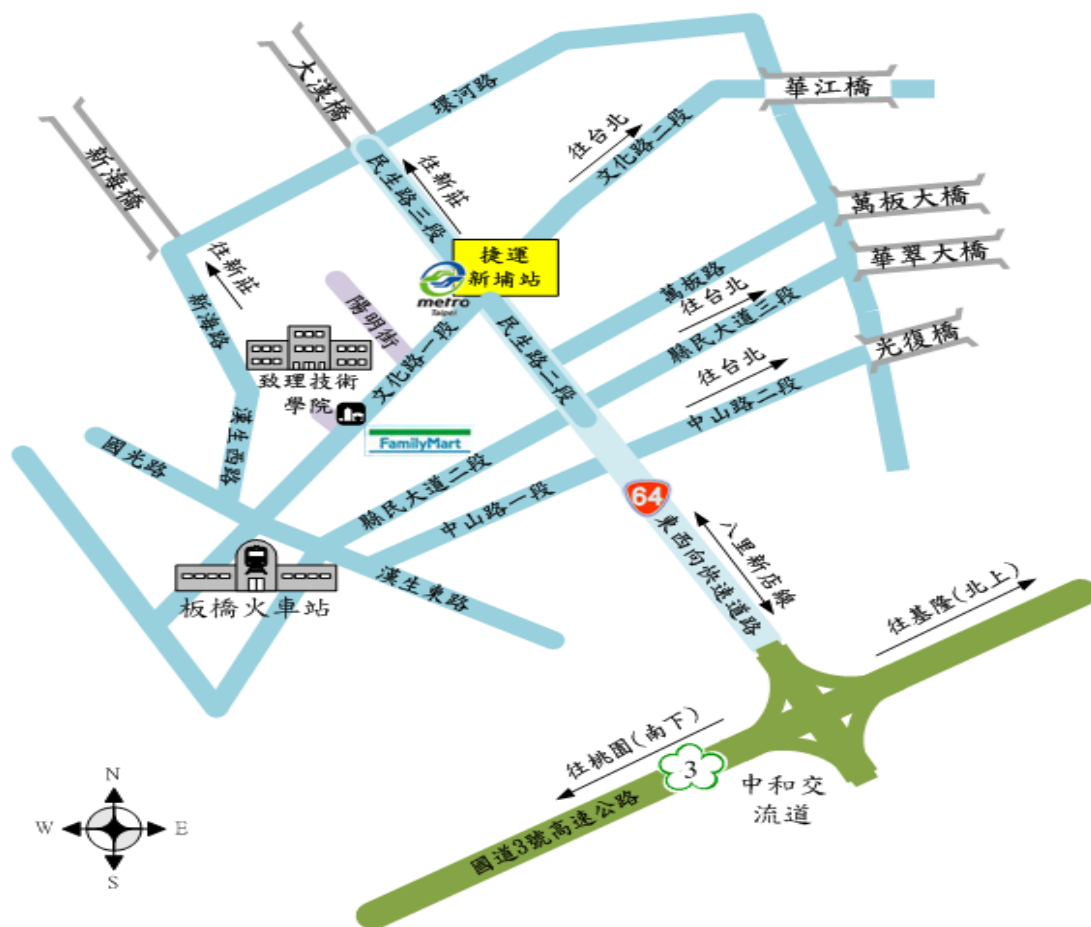 大漢橋
環河路
華江橋
新海橋
往新莊
民生路三段
往台北
文化路二段
萬板大橋
華翠大橋
光復橋
往新莊
新海路
捷運
新埔站
metro
Taipei
陽明街
萬板路
往台北
縣民大道三段
民生路二段
往台北
中山路二段
致理技術
學院
文化路一段
FamilyMart
漢生西路
國光路
縣民大道二段
中山路一段
64
東西向快速道路
八里新店線
板橋火車站
漢生東路
往基隆(北上)
往桃園(南下)
3
中和交
流道
國道3號高速公路
N
W
E
S